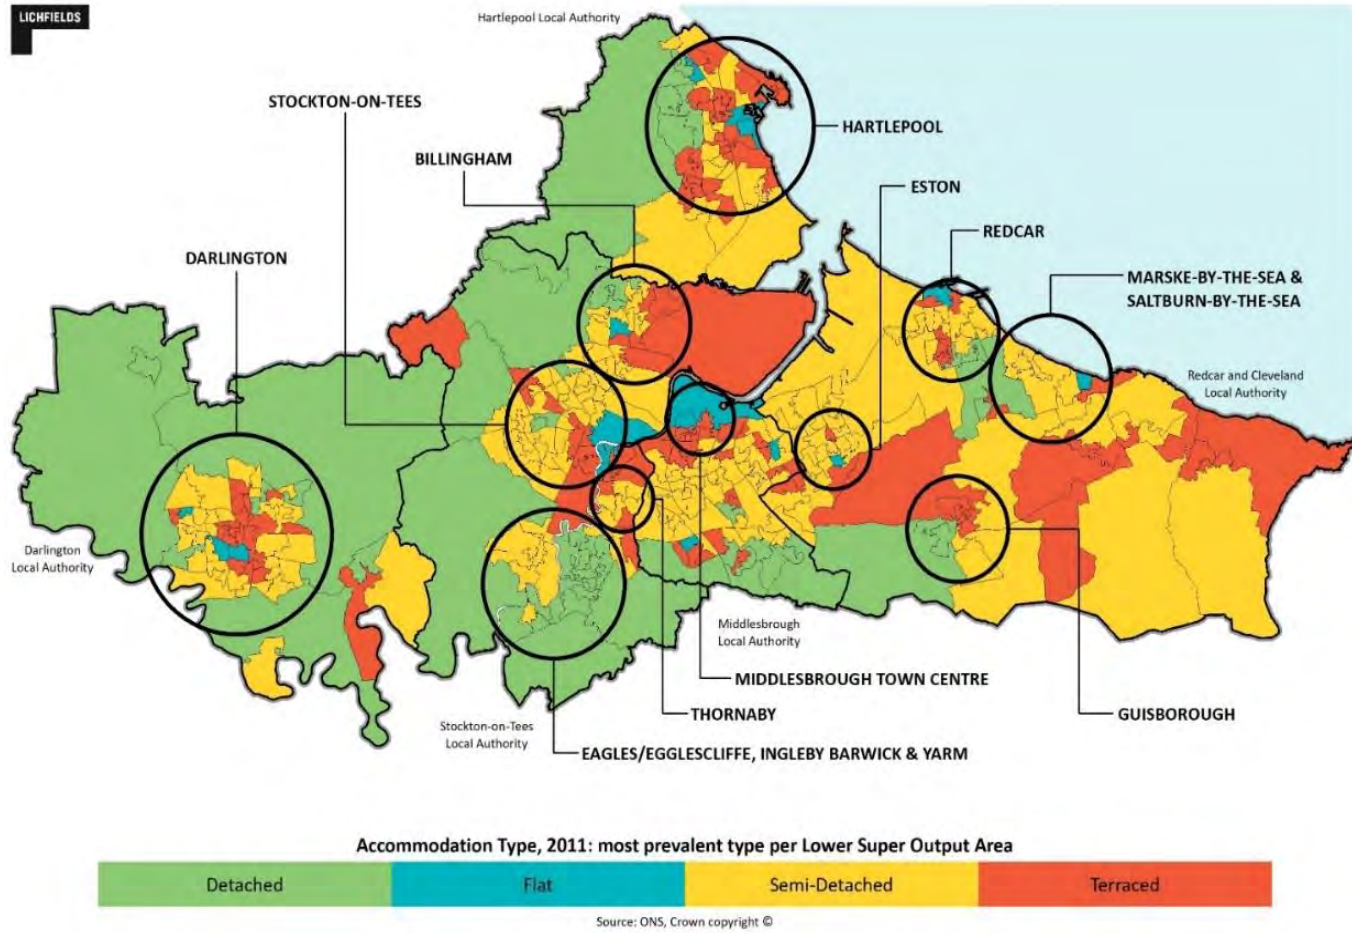 LICHFIELDS
Hartlepool Local Authority
STOCKTON-ON-TEES
HARTLEPOOL
BILLINGHAM
ESTON
REDCAR
DARLINGTON
MARSKE-BY-THE-SEA &
SALTBURN-BY-THE-SEA
Redcar and Cleveland
Local Authority
Darlington
Local Authority
Middlesbrough
Local Authority
MIDDLESBROUGH TOWN CENTRE
THORNABY
GUISBOROUGH
Stockton-on-Tees
Local Authority
EAGLES/EGGLESCLIFFE, INGLEBY BARWICK & YARM
Accommodation Type, 2011: most prevalent type per Lower Super Output Area
Detached
Flat
Semi-Detached
Terraced
Source: ONS, Crown copyright ©